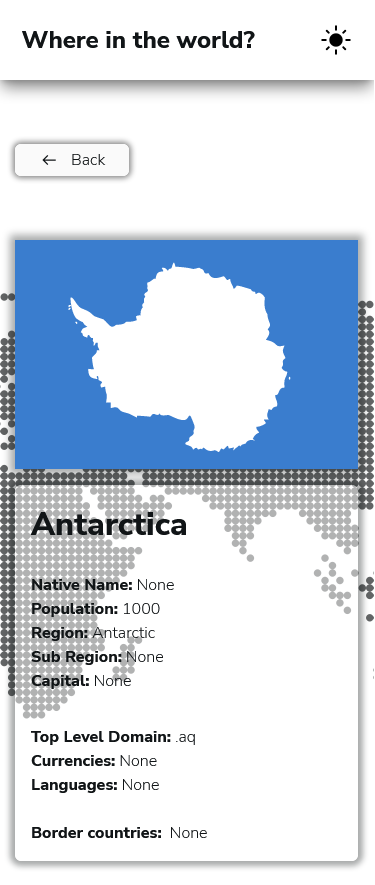 Where in the world?
Back
Antarctica
Native Name: None
Population: 1000
Region: Antarctic
Sub Region: None
Capital: None
Top Level Domain: .aq
Currencies: None
Languages: None
Border countries: None